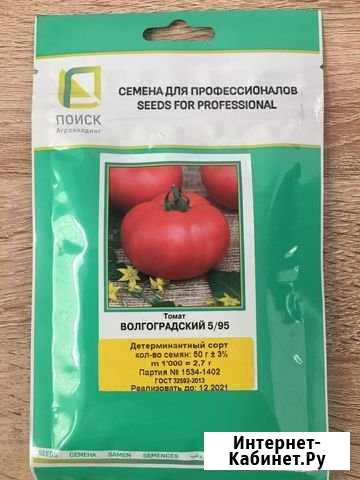 ПОИСК
Агрохолдинг
СЕМЕНА ДЛЯ ПРОФЕССИОНАЛОВ
SEEDS FOR PROFESSIONAL
Томат
ВОЛГОГРАДСКИЙ 5/95
Детерминантный сорт
кол-во семян: 50 г ± 3%
m 1'000 = 2,7 г
Партия № 1534-1402
ГОСТ 32592-2013
Реализовать до: 12.2021
SEEDS СЕМЕНА SAMEN SEMENCES
Интернет-
Кабинет.Ру